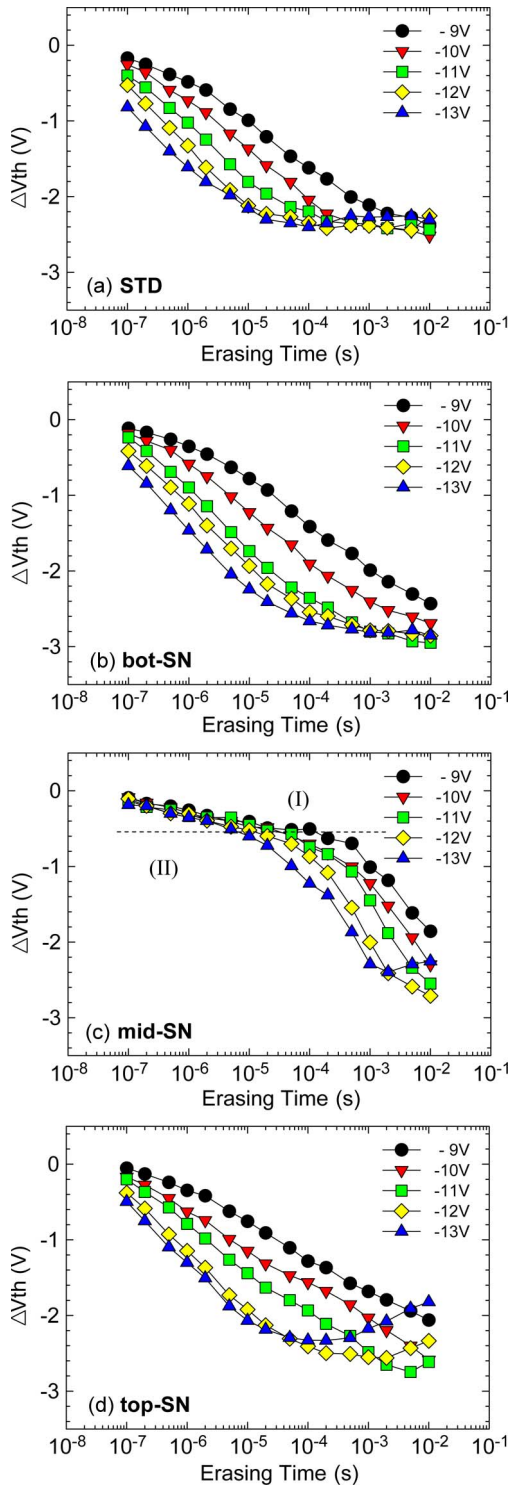 0
-1
-2
-3
△Vth (V)
- 9V
-10V
-11V
-12V
-13V
(a) STD
10-8 10-7 10-6 10-5 10-4 10-3 10-2 10-1
Erasing Time (s)
0
-1
-2
-3
△Vth (V)
- 9V
-10V
-11V
-12V
-13V
(b) bot-SN
10-8 10-7 10-6 10-5 10-4 10-3 10-2 10-1
Erasing Time (s)
0
-1
-2
-3
△Vth (V)
- 9V
-10V
-11V
-12V
-13V
(I)
(II)
(c) mid-SN
10-8 10-7 10-6 10-5 10-4 10-3 10-2 10-1
Erasing Time (s)
0
-1
-2
-3
△Vth (V)
- 9V
-10V
-11V
-12V
-13V
(d) top-SN
10-8 10-7 10-6 10-5 10-4 10-3 10-2 10-1
Erasing Time (s)